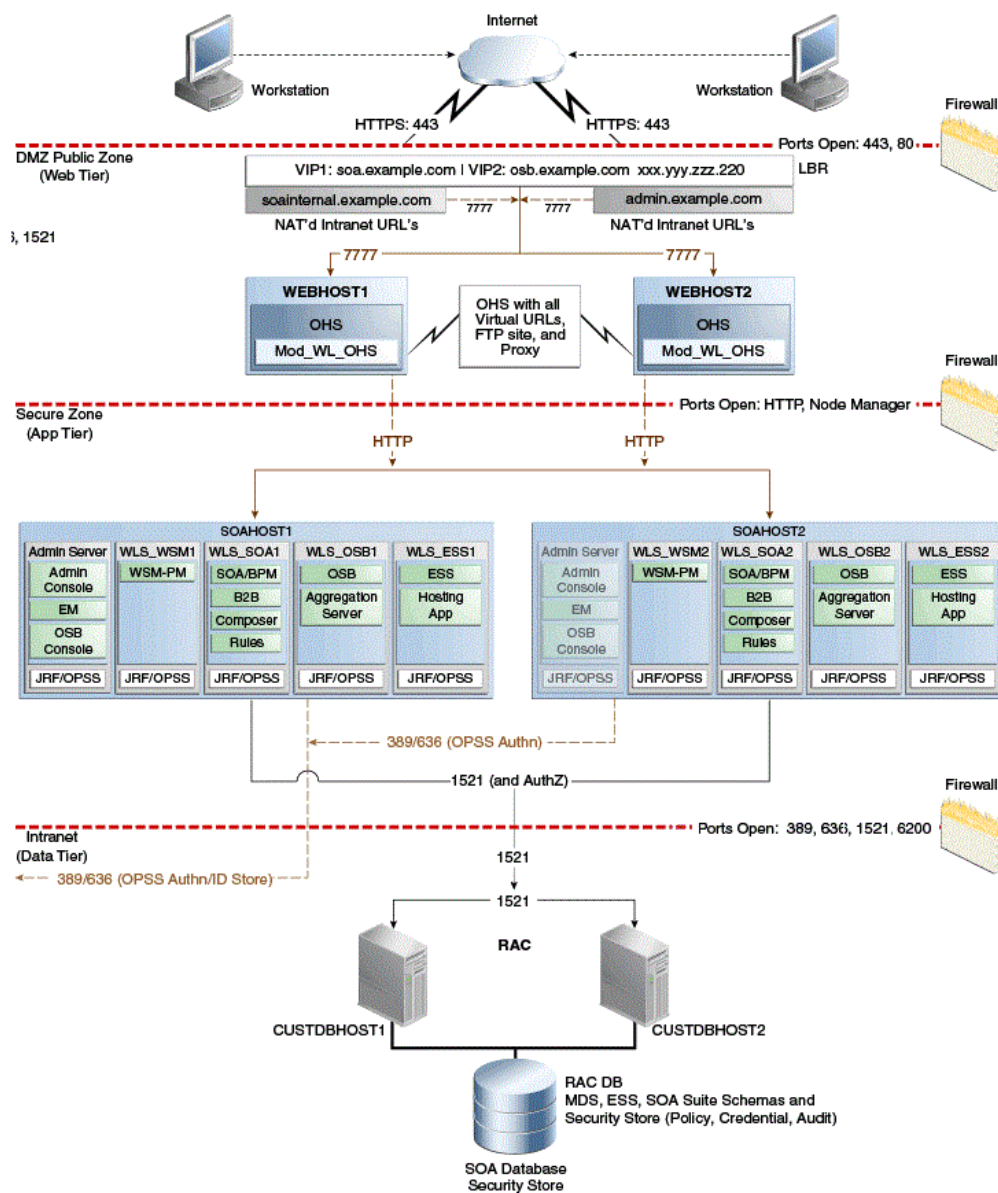 Internet
Workstation
Workstation
Firewall
HTTPS: 443
HTTPS: 443
DMZ Public Zone
(Web Tier)
Ports Open: 443, 80
VIP1: soa.example.com | VIP2: osb.example.com xxx.yyy.zzz.220
LBR
soainternal.example.com
7777
7777
admin.example.com
NAT'd Intranet URL's
NAT'd Intranet URL's
, 1521
7777
7777
WEBHOST1
OHS
Mod_WL_OHS
OHS with all
Virtual URLs,
FTP site, and
Proxy
WEBHOST2
OHS
Mod_WL_OHS
Firewall
Secure Zone
(App Tier)
Ports Open: HTTP, Node Manager
HTTP
HTTP
SOAHOST1
Admin Server
Admin
Console
EM
OSB
Console
JRF/OPSS
WLS_WSM1
WSM-PM
JRF/OPSS
WLS_SOA1
SOA/BPM
B2B
Composer
Rules
JRF/OPSS
WLS_OSB1
OSB
Aggregation
Server
JRF/OPSS
WLS_ESS1
ESS
Hosting
App
JRF/OPSS
SOAHOST2
Admin Server
Admin
Console
EM
OSB
Console
JRF/OPSS
WLS_WSM2
WSM-PM
JRF/OPSS
WLS_SOA2
SOA/BPM
B2B
Composer
Rules
JRF/OPSS
WLS_OSB2
OSB
Aggregation
Server
JRF/OPSS
WLS_ESS2
ESS
Hosting
App
JRF/OPSS
389/636 (OPSS Authn)
1521 (and AuthZ)
Firewall
Ports Open: 389, 636, 1521, 6200
Intranet
(Data Tier)
1521
389/636 (OPSS Authn/ID Store)
1521
RAC
CUSTDBHOST1
CUSTDBHOST2
RAC DB
MDS, ESS, SOA Suite Schemas and
Security Store (Policy, Credential, Audit)
SOA Database
Security Store